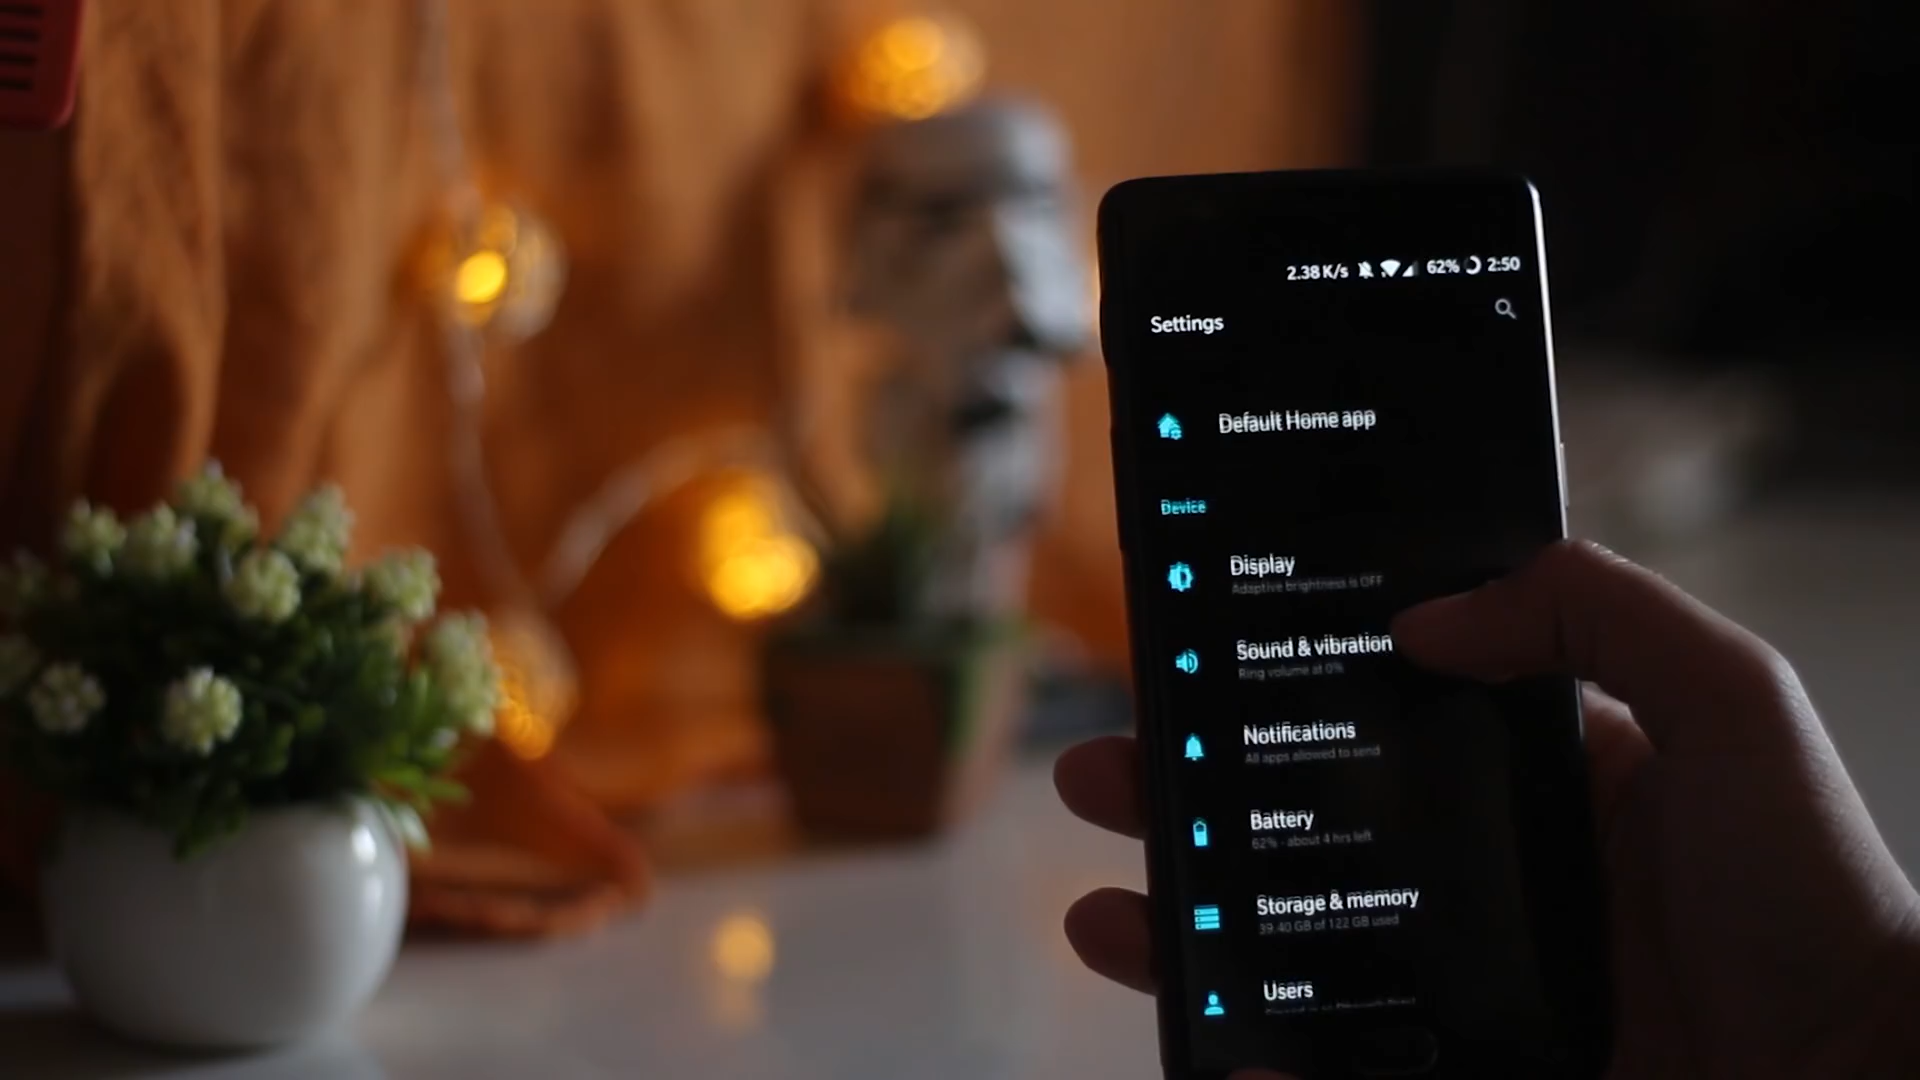 2.38 K/s 62% 2:50
Settings
Default Home app
Device
Display
Adaptive brightness is OFF
Sound & vibration
Ring volume at 0%
Notifications
All apps allowed to send
Battery
62% - about 4 hrs left
Storage & memory
39.40 GB of 122 GB used
Users